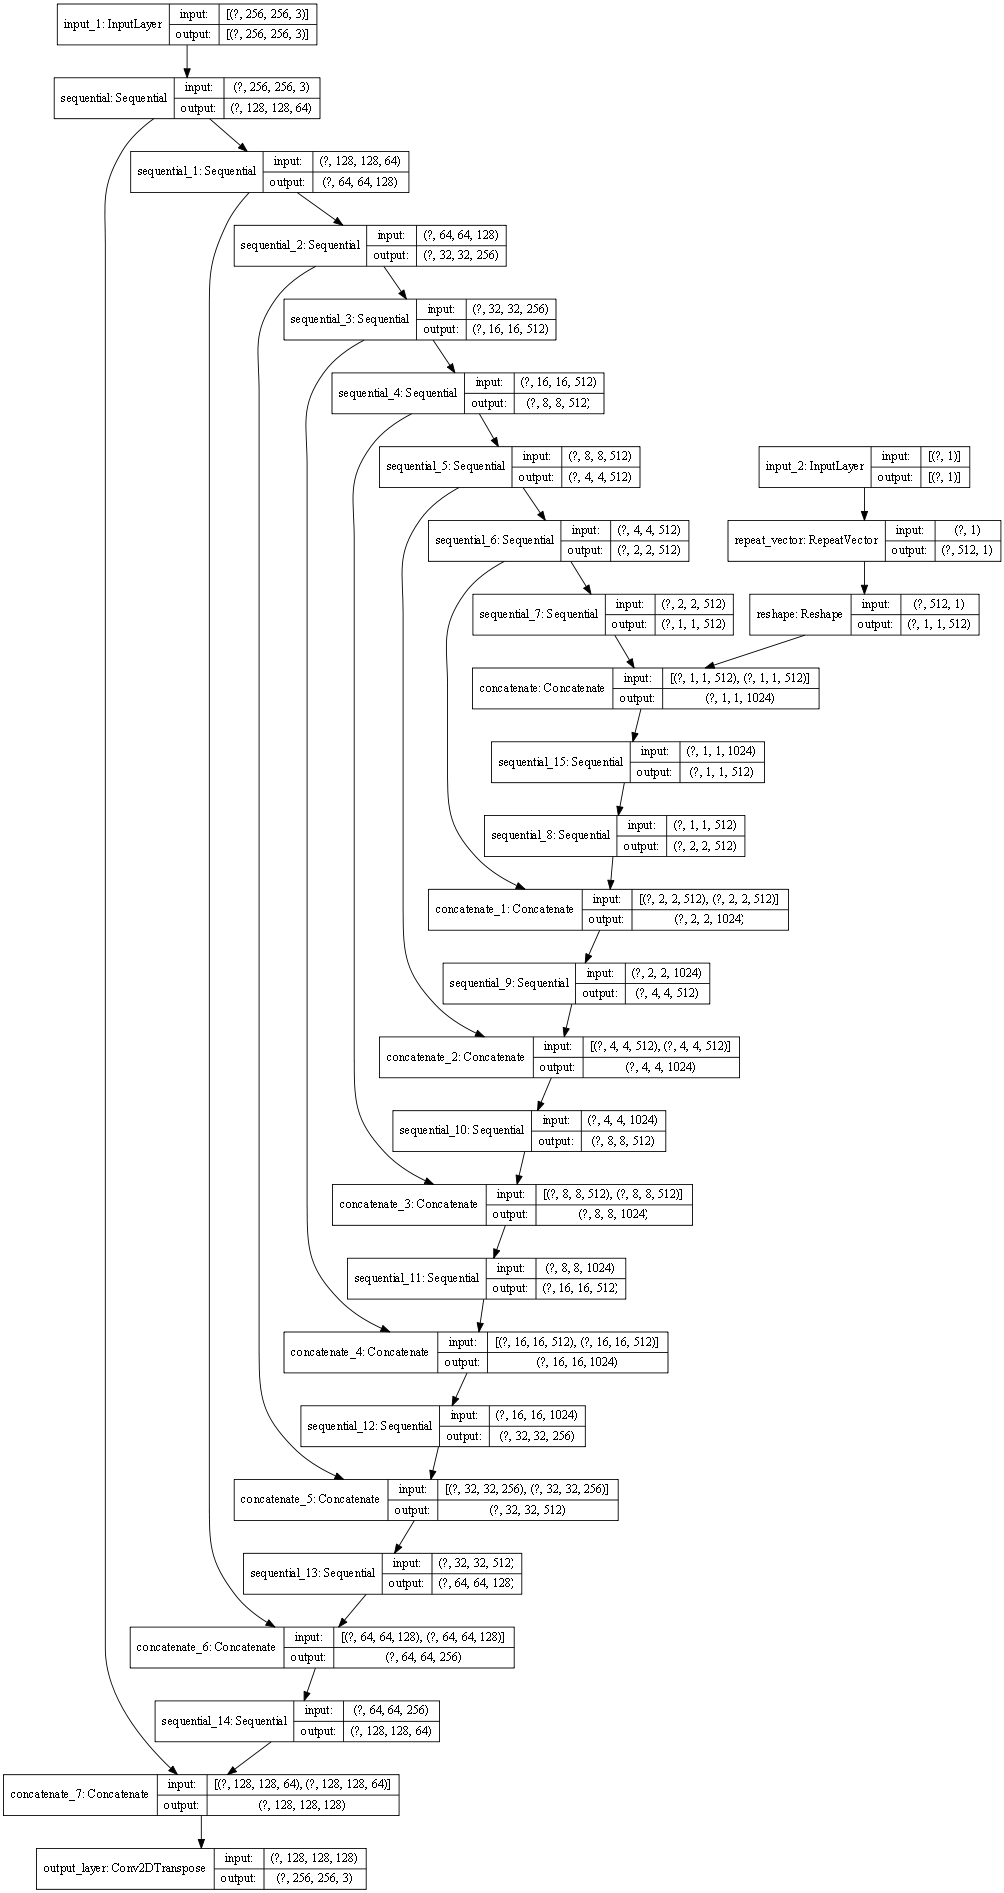 input_1: InputLayer
input:
[(?, 256, 256, 3)]
output:
[(?, 256, 256, 3)]
sequential: Sequential
input:
(?, 256, 256, 3)
output:
(?, 128, 128, 64)
sequential_1: Sequential
input:
(?, 128, 128, 64)
output:
(?, 64, 64, 128)
sequential_2: Sequential
input:
(?, 64, 64, 128)
output:
(?, 32, 32, 256)
sequential_3: Sequential
input:
(?, 32, 32, 256)
output:
(?, 16, 16, 512)
sequential_4: Sequential
input:
(?, 16, 16, 512)
output:
(?, 8, 8, 512)
sequential_5: Sequential
input:
(?, 8, 8, 512)
output:
(?, 4, 4, 512)
input_2: InputLayer
input:
[(?, 1)]
output:
[(?, 1)]
sequential_6: Sequential
input:
(?, 4, 4, 512)
output:
(?, 2, 2, 512)
repeat_vector: RepeatVector
input:
(?, 1)
output:
(?, 512, 1)
sequential_7: Sequential
input:
(?, 2, 2, 512)
output:
(?, 1, 1, 512)
reshape: Reshape
input:
(?, 512, 1)
output:
(?, 1, 1, 512)
concatenate: Concatenate
input:
[(?, 1, 1, 512), (?, 1, 1, 512)]
output:
(?, 1, 1, 1024)
sequential_15: Sequential
input:
(?, 1, 1, 1024)
output:
(?, 1, 1, 512)
sequential_8: Sequential
input:
(?, 1, 1, 512)
output:
(?, 2, 2, 512)
concatenate_1: Concatenate
input:
[(?, 2, 2, 512), (?, 2, 2, 512)]
output:
(?, 2, 2, 1024)
sequential_9: Sequential
input:
(?, 2, 2, 1024)
output:
(?, 4, 4, 512)
concatenate_2: Concatenate
input:
[(?, 4, 4, 512), (?, 4, 4, 512)]
output:
(?, 4, 4, 1024)
sequential_10: Sequential
input:
(?, 4, 4, 1024)
output:
(?, 8, 8, 512)
concatenate_3: Concatenate
input:
[(?, 8, 8, 512), (?, 8, 8, 512)]
output:
(?, 8, 8, 1024)
sequential_11: Sequential
input:
(?, 8, 8, 1024)
output:
(?, 16, 16, 512)
concatenate_4: Concatenate
input:
[(?, 16, 16, 512), (?, 16, 16, 512)]
output:
(?, 16, 16, 1024)
sequential_12: Sequential
input:
(?, 16, 16, 1024)
output:
(?, 32, 32, 256)
concatenate_5: Concatenate
input:
[(?, 32, 32, 256), (?, 32, 32, 256)]
output:
(?, 32, 32, 512)
sequential_13: Sequential
input:
(?, 32, 32, 512)
output:
(?, 64, 64, 128)
concatenate_6: Concatenate
input:
[(?, 64, 64, 128), (?, 64, 64, 128)]
output:
(?, 64, 64, 256)
sequential_14: Sequential
input:
(?, 64, 64, 256)
output:
(?, 128, 128, 64)
concatenate_7: Concatenate
input:
[(?, 128, 128, 64), (?, 128, 128, 64)]
output:
(?, 128, 128, 128)
output_layer: Conv2DTranspose
input:
(?, 128, 128, 128)
output:
(?, 256, 256, 3)